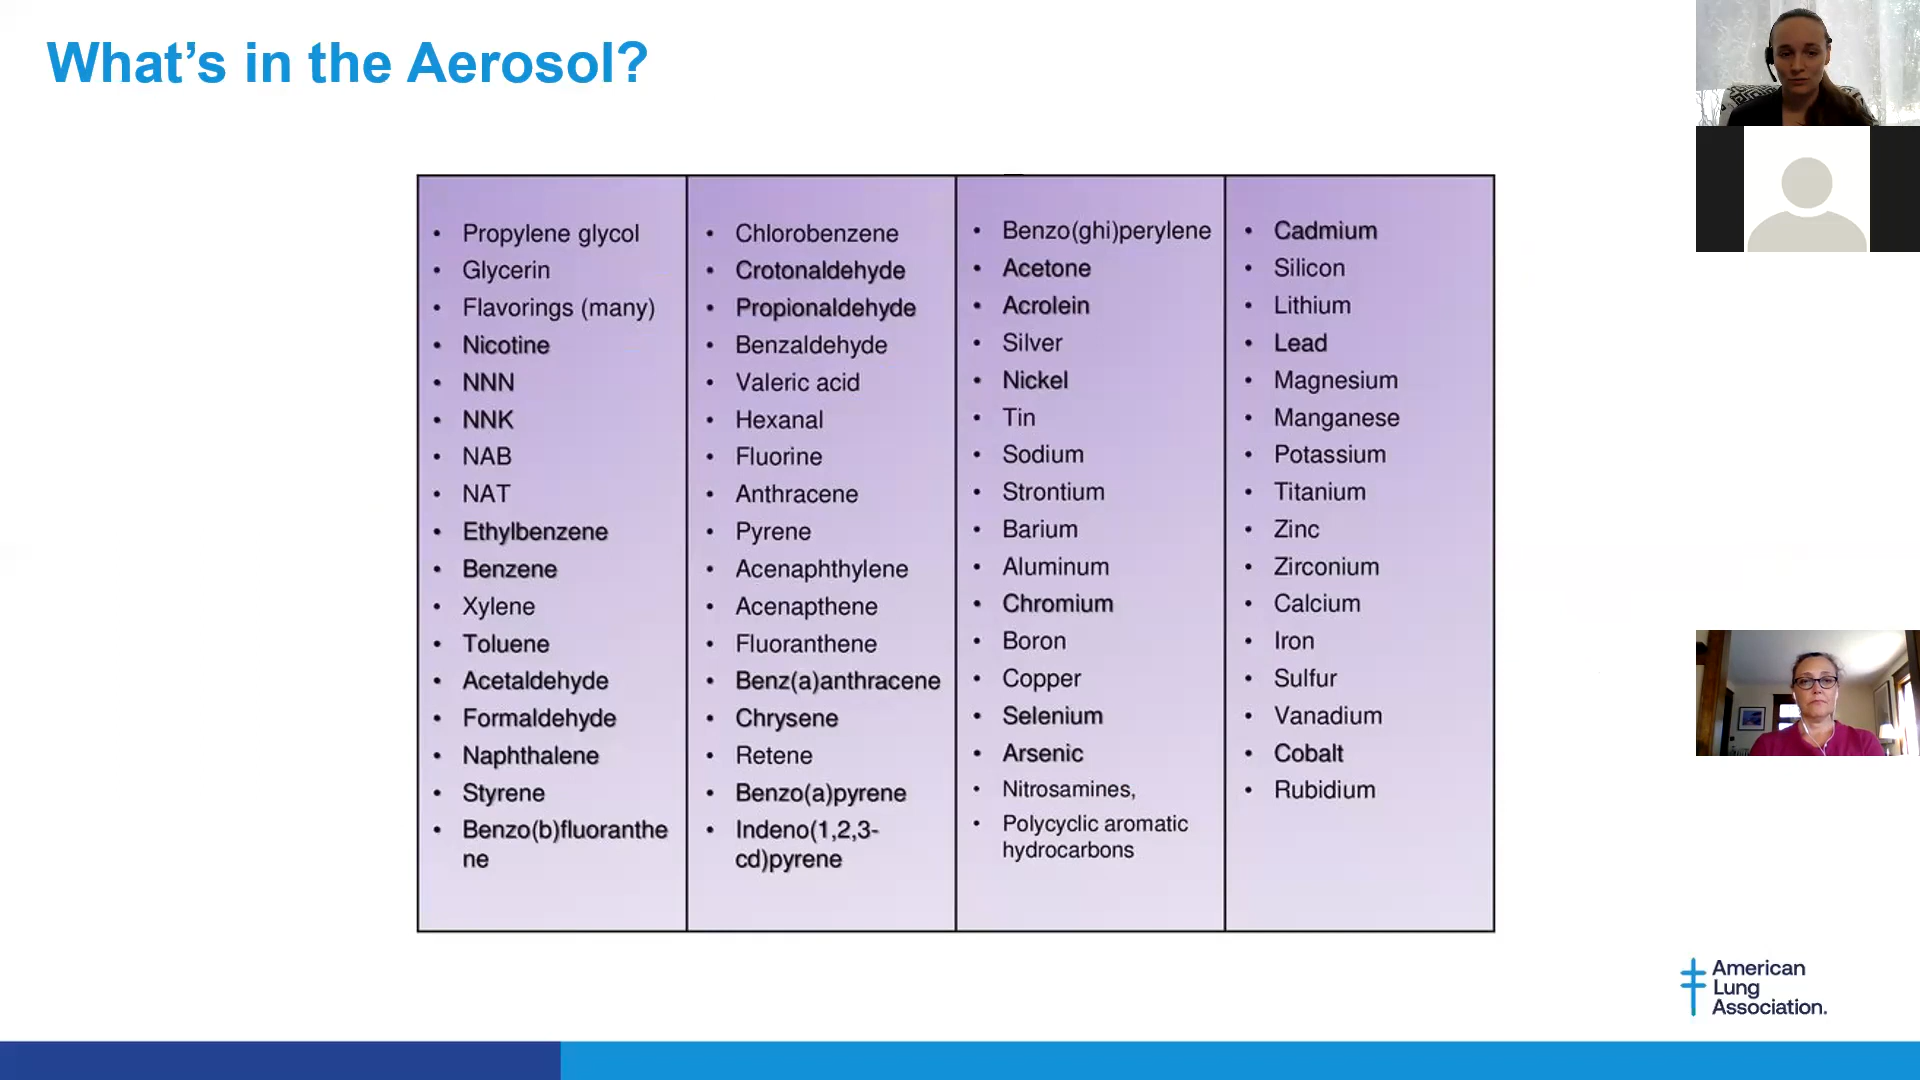 What’s in the Aerosol?
• Propylene glycol
• Glycerin
• Flavorings (many)
• Nicotine
• NNN
• NNK
• NAB
• NAT
• Ethylbenzene
• Benzene
• Xylene
• Toluene
• Acetaldehyde
• Formaldehyde
• Naphthalene
• Styrene
• Benzo(b)fluoranthe
ne
• Chlorobenzene
• Crotonaldehyde
• Propionaldehyde
• Benzaldehyde
• Valeric acid
• Hexanal
• Fluorine
• Anthracene
• Pyrene
• Acenaphthylene
• Acenapthene
• Fluoranthene
• Benz(a)anthracene
• Chrysene
• Retene
• Benzo(a)pyrene
• Indeno(1,2,3-
cd)pyrene
• Benzo(ghi)perylene
• Acetone
• Acrolein
• Silver
• Nickel
• Tin
• Sodium
• Strontium
• Barium
• Aluminum
• Chromium
• Boron
• Copper
• Selenium
• Arsenic
• Nitrosamines,
• Polycyclic aromatic
hydrocarbons
• Cadmium
• Silicon
• Lithium
• Lead
• Magnesium
• Manganese
• Potassium
• Titanium
• Zinc
• Zirconium
• Calcium
• Iron
• Sulfur
• Vanadium
• Cobalt
• Rubidium
American
Lung
Association.